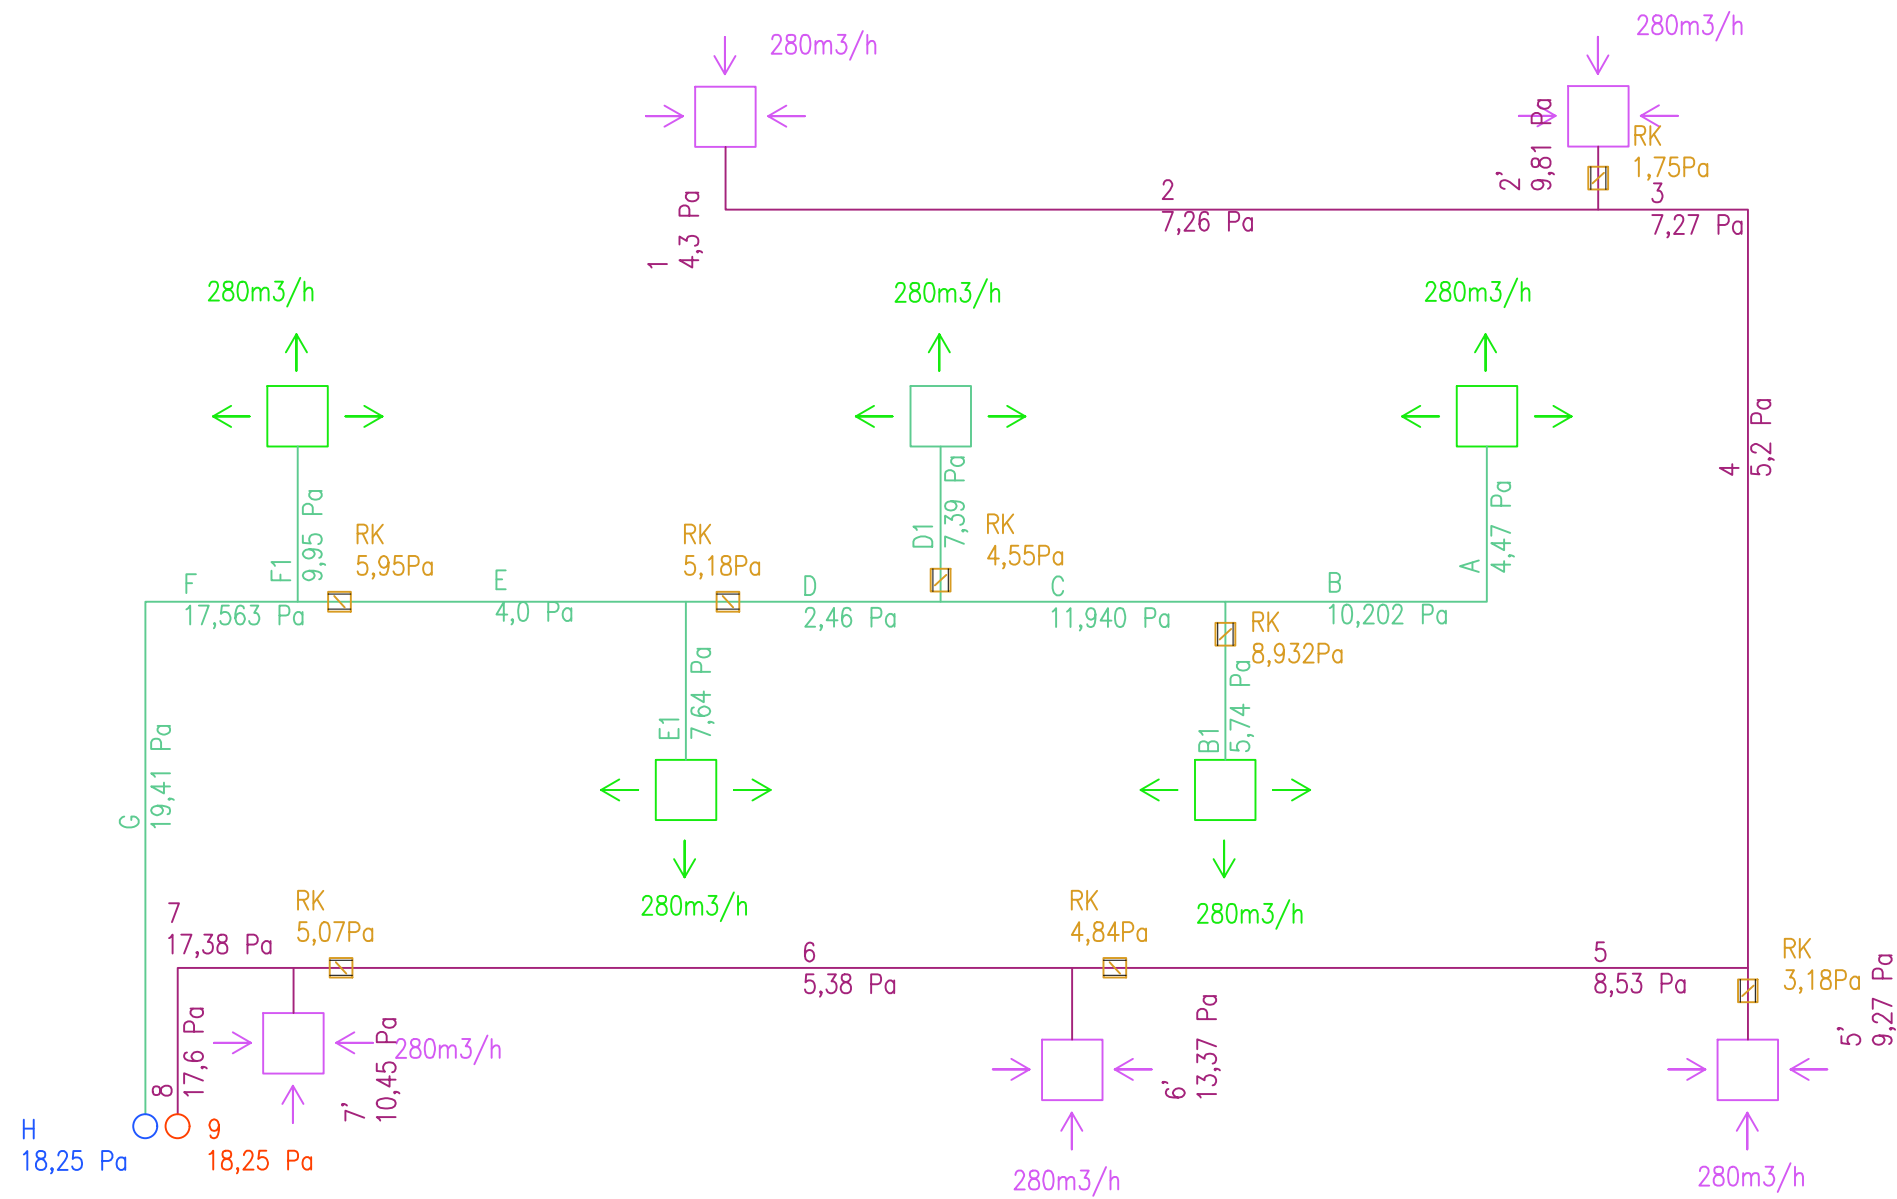 280m3/h
280m3/h
RK
1,75Pa
2'
9,81 Pa
1
4,3 Pa
2
7,26 Pa
3
7,27 Pa
280m3/h
280m3/h
280m3/h
4
5,2 Pa
F1
9,95 Pa
RK
5,95Pa
RK
5,18Pa
D1
7,39 Pa
RK
4,55Pa
A
4,47 Pa
F
17,563 Pa
E
4,0 Pa
D
2,46 Pa
C
11,940 Pa
B
10,202 Pa
RK
8,932Pa
E1
7,64 Pa
B1
5,74 Pa
G
19,41 Pa
280m3/h
280m3/h
7
17,38 Pa
RK
5,07Pa
6
5,38 Pa
RK
4,84Pa
5
8,53 Pa
RK
3,18Pa
5'
9,27 Pa
8
17,6 Pa
7'
10,45 Pa
280m3/h
6'
13,37 Pa
H
18,25 Pa
9
18,25 Pa
280m3/h
280m3/h